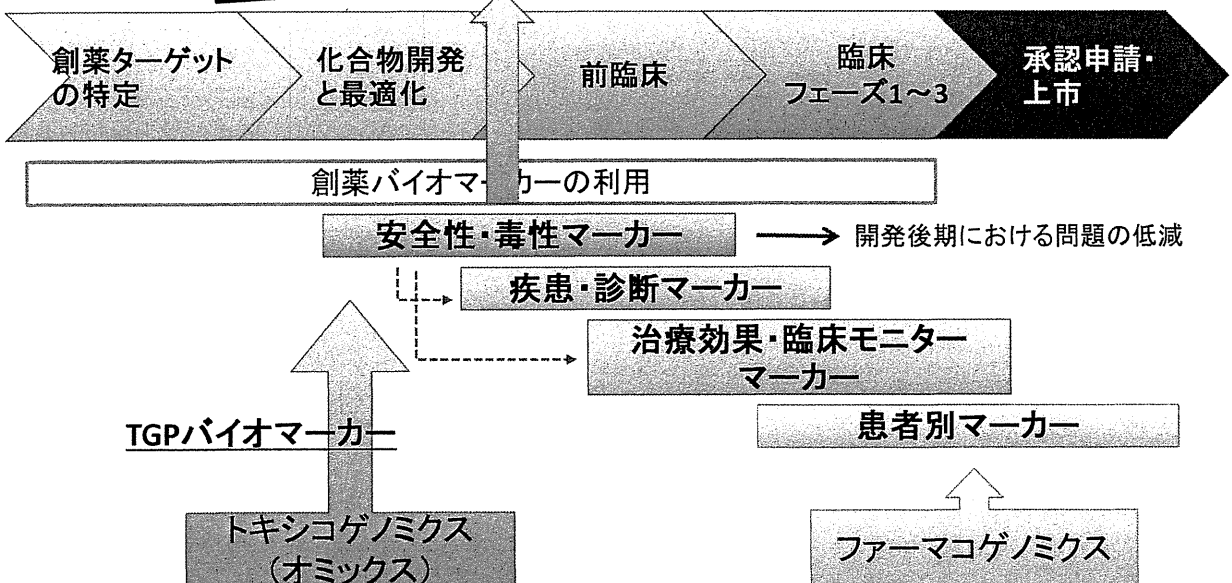 創薬ターゲット
の特定
化合物開発
と最適化
前臨床
臨床
フェーズ1～3
承認申請・
上市
創薬バイオマーカーの利用
安全性・毒性マーカー
開発後期における問題の低減
疾患・診断マーカー
治療効果・臨床モニター
マーカー
TGPバイオマーカー
患者別マーカー
トキシコゲノミクス
(オミックス)
ファーマコゲノミクス